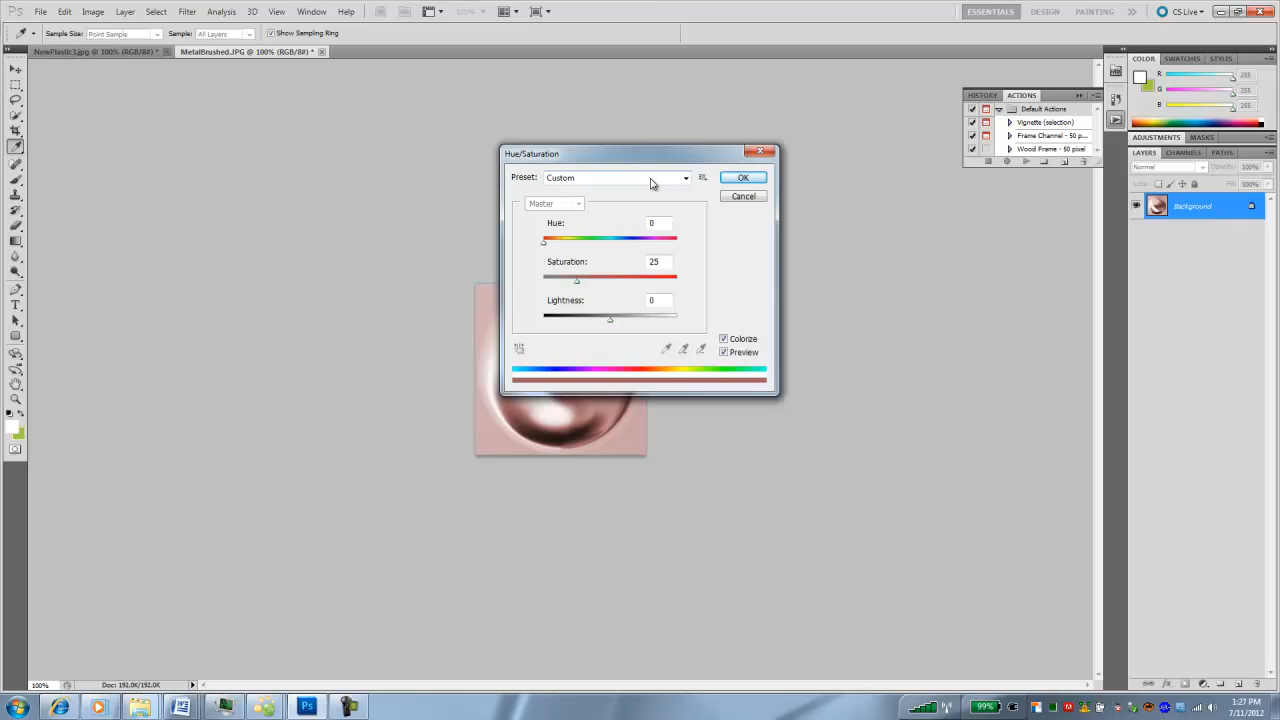 Ps File Edit Image Layer Select Filter Analysis 3D View Window Help 100% ESSENTIALS DESIGN PAINTING CS Live
Sample Size: Point Sample Sample: All Layers Show Sampling Ring
NewPlastic3.jpg @ 100% (RGB/8#) * MetalBrushed.JPG @ 100% (RGB/8#) *
COLOR SWATCHES STYLES
R 255
G 255
B 255
HISTORY ACTIONS
Default Actions
Vignette (selection)
Frame Channel - 50 p...
Wood Frame - 50 pixel
ADJUSTMENTS MASKS
LAYERS CHANNELS PATHS
Normal Opacity: 100%
Lock: Fill: 100%
Background
Hue/Saturation
t: Custom OK
Cancel
Master
Hue: 0
Saturation: 25
Lightness: 0
Colorize
Preview
100% Doc: 192.0K/192.0K
99% 1:27 PM
7/11/2012